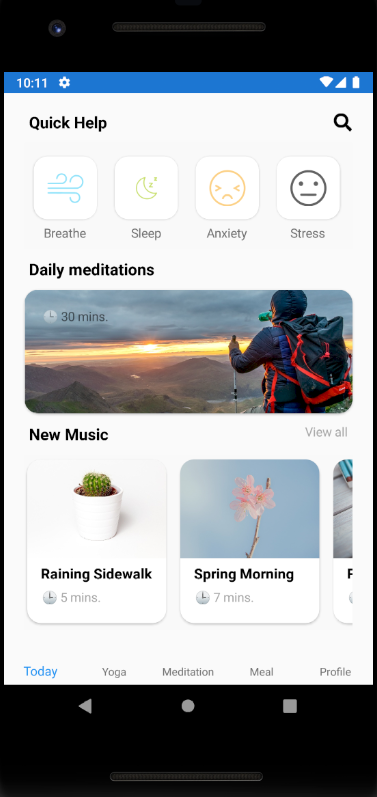 10:11
Quick Help
Breathe Sleep Anxiety Stress
Daily meditations
30 mins.
New Music View all
Raining Sidewalk Spring Morning
5 mins. 7 mins.
Today Yoga Meditation Meal Profile